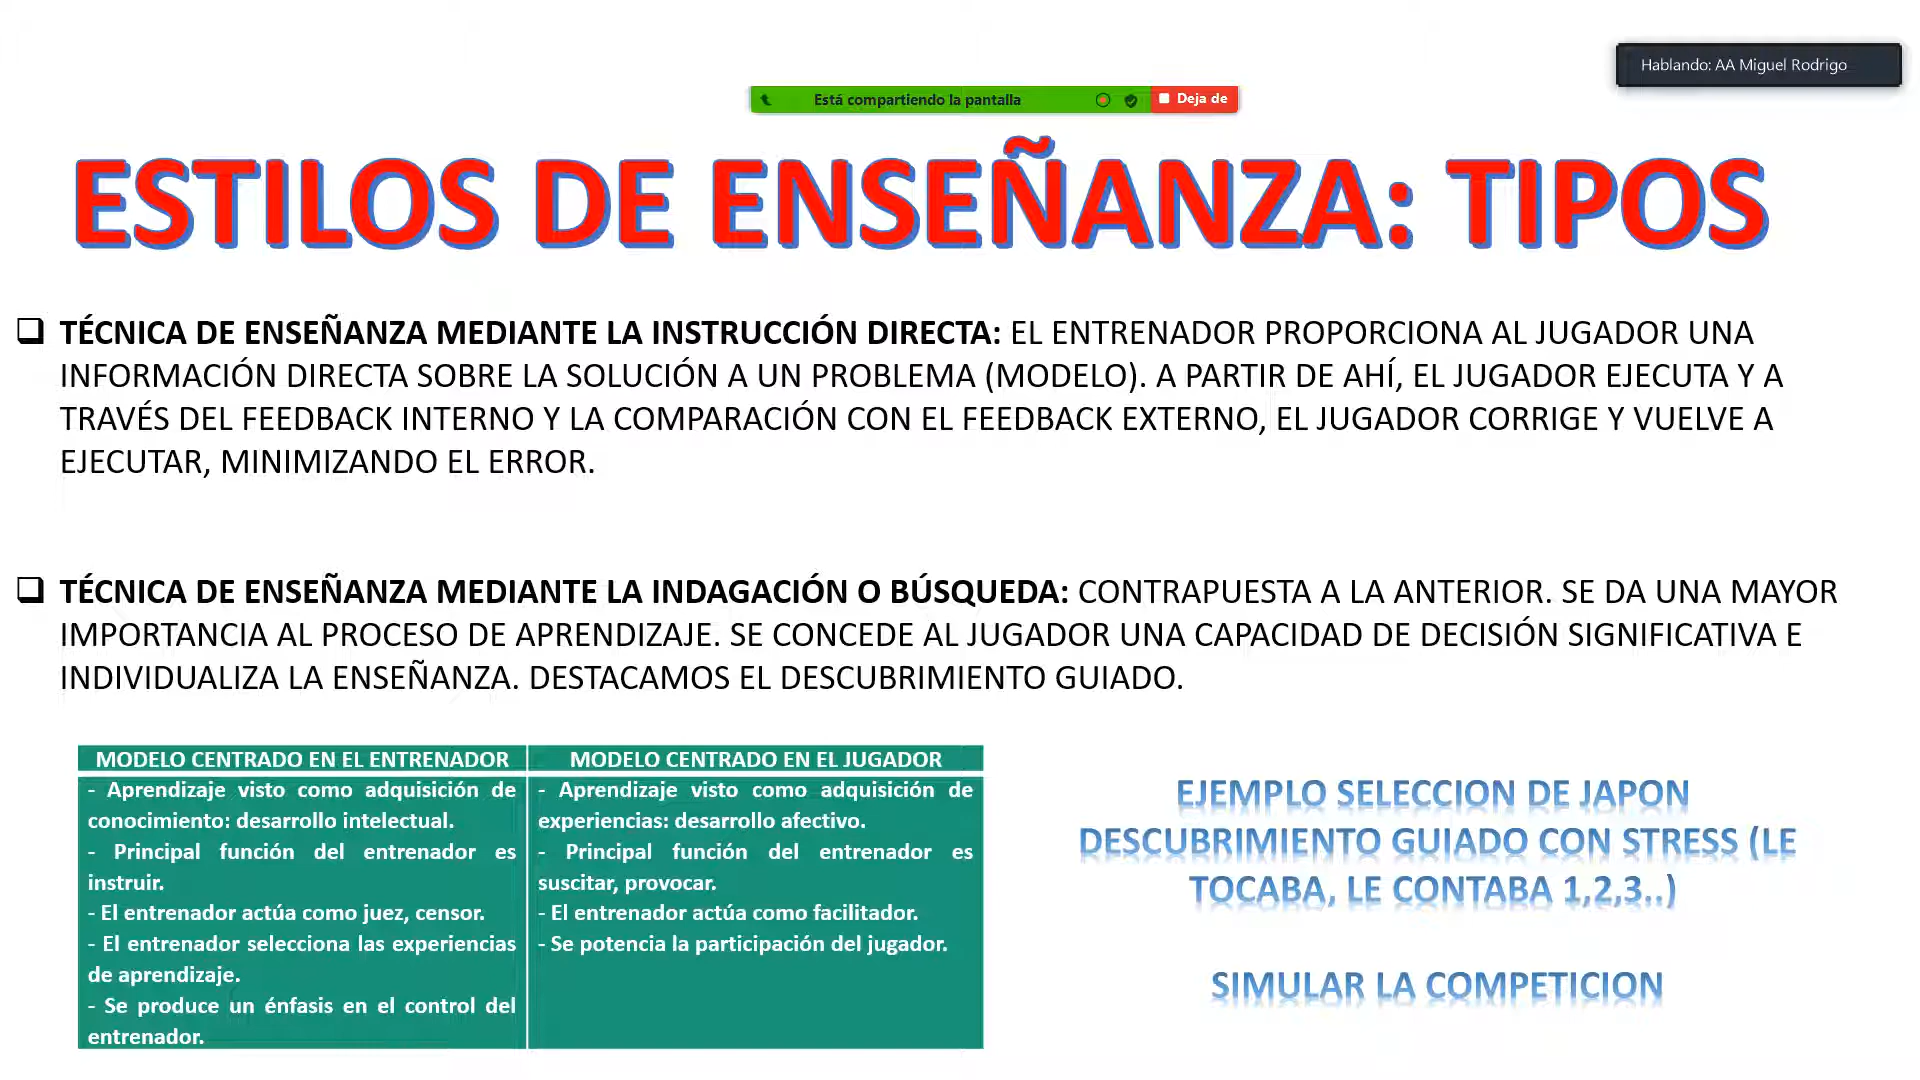 Hablando: AA Miguel Rodrigo
Está compartiendo la pantalla
Deja de
ESTILOS DE ENSEÑANZA: TIPOS
TÉCNICA DE ENSEÑANZA MEDIANTE LA INSTRUCCIÓN DIRECTA: EL ENTRENADOR PROPORCIONA AL JUGADOR UNA
INFORMACIÓN DIRECTA SOBRE LA SOLUCIÓN A UN PROBLEMA (MODELO). A PARTIR DE AHÍ, EL JUGADOR EJECUTA Y A
TRAVÉS DEL FEEDBACK INTERNO Y LA COMPARACIÓN CON EL FEEDBACK EXTERNO, EL JUGADOR CORRIGE Y VUELVE A
EJECUTAR, MINIMIZANDO EL ERROR.
TÉCNICA DE ENSEÑANZA MEDIANTE LA INDAGACIÓN O BÚSQUEDA: CONTRAPUESTA A LA ANTERIOR. SE DA UNA MAYOR
IMPORTANCIA AL PROCESO DE APRENDIZAJE. SE CONCEDE AL JUGADOR UNA CAPACIDAD DE DECISIÓN SIGNIFICATIVA E
INDIVIDUALIZA LA ENSEÑANZA. DESTACAMOS EL DESCUBRIMIENTO GUIADO.
MODELO CENTRADO EN EL ENTRENADOR
- Aprendizaje visto como adquisición de
conocimiento: desarrollo intelectual.
- Principal función del entrenador es
instruir.
- El entrenador actúa como juez, censor.
- El entrenador selecciona las experiencias
de aprendizaje.
- Se produce un énfasis en el control del
entrenador.
MODELO CENTRADO EN EL JUGADOR
- Aprendizaje visto como adquisición de
experiencias: desarrollo afectivo.
- Principal función del entrenador es
suscitar, provocar.
- El entrenador actúa como facilitador.
- Se potencia la participación del jugador.
EJEMPLO SELECCION DE JAPON
DESCUBRIMIENTO GUIADO CON STRESS (LE
TOCABA, LE CONTABA 1,2,3..)
SIMULAR LA COMPETICION